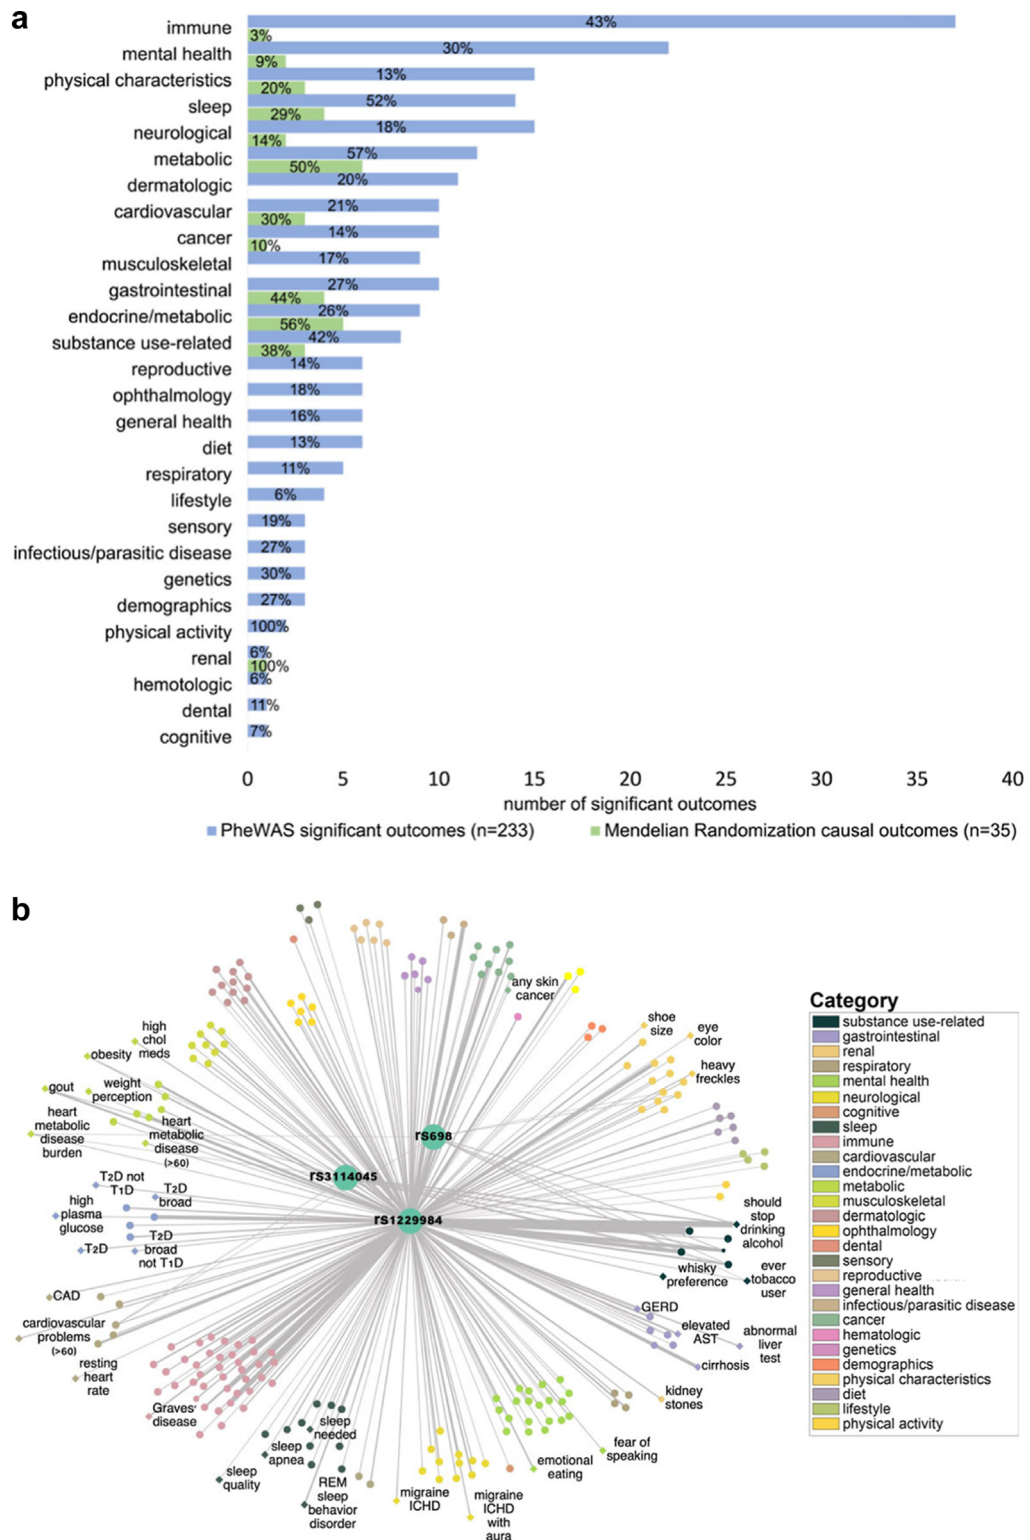 a
immune
43%
3%
mental health
30%
9%
physical characteristics
13%
20%
sleep
52%
29%
neurological
18%
14%
metabolic
57%
50%
dermatologic
20%
cardiovascular
21%
30%
cancer
14%
10%
musculoskeletal
17%
gastrointestinal
27%
44%
endocrine/metabolic
26%
56%
substance use-related
42%
38%
reproductive
14%
ophthalmology
18%
general health
16%
diet
13%
respiratory
11%
lifestyle
6%
sensory
19%
infectious/parasitic disease
27%
genetics
30%
demographics
27%
physical activity
100%
renal
6%
100%
hemotologic
6%
dental
11%
cognitive
7%
0 5 10 15 20 25 30 35 40
number of significant outcomes
PheWAS significant outcomes (n=233)
Mendelian Randomization causal outcomes (n=35)
b
any skin
cancer
shoe
size
eye
color
heavy
freckles
high
chol
meds
obesity
gout
weight
perception
heart
metabolic
disease
burden
heart
metabolic
disease
(>60)
rs698
rs3114045
rs1229984
T2D not
T1D
T2D
broad
high
plasma
glucose
T2D
T2D
broad
not T1D
should
stop
drinking
alcohol
whisky
preference
ever
tobacco
user
CAD
cardiovascular
problems
(>60)
resting
heart
rate
GERD
elevated
AST
abnormal
liver
test
cirrhosis
kidney
stones
Graves'
disease
sleep
needed
sleep
apnea
sleep
quality
REM
sleep
behavior
disorder
migraine
ICHD
migraine
ICHD
with
aura
emotional
eating
fear of
speaking
Category
substance use-related
gastrointestinal
renal
respiratory
mental health
neurological
cognitive
sleep
immune
cardiovascular
endocrine/metabolic
metabolic
musculoskeletal
dermatologic
ophthalmology
dental
sensory
reproductive
general health
infectious/parasitic disease
cancer
hematologic
genetics
demographics
physical characteristics
diet
lifestyle
physical activity